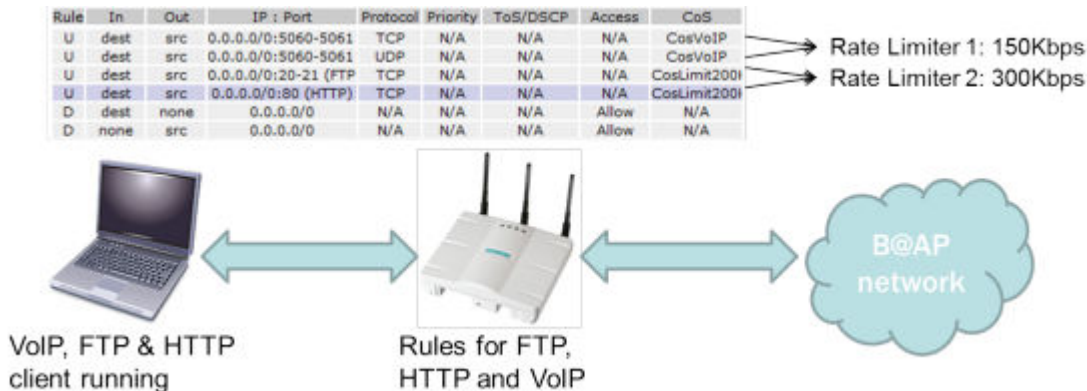 Rule In Out IP : Port Protocol Priority ToS/DSCP Access CoS
U dest src 0.0.0.0/0:5060-5061 TCP N/A N/A N/A CosVoIP
U dest src 0.0.0.0/0:5060-5061 UDP N/A N/A N/A CosVoIP
U dest src 0.0.0.0/0:20-21 (FTP TCP N/A N/A N/A CosLimit200
U dest src 0.0.0.0/0:80 (HTTP) TCP N/A N/A N/A CosLimit200
D dest none 0.0.0.0/0 N/A N/A N/A Allow N/A
D none src 0.0.0.0/0 N/A N/A N/A Allow N/A
Rate Limiter 1: 150Kbps
Rate Limiter 2: 300Kbps
B@AP
network
VoIP, FTP & HTTP
client running
Rules for FTP,
HTTP and VoIP